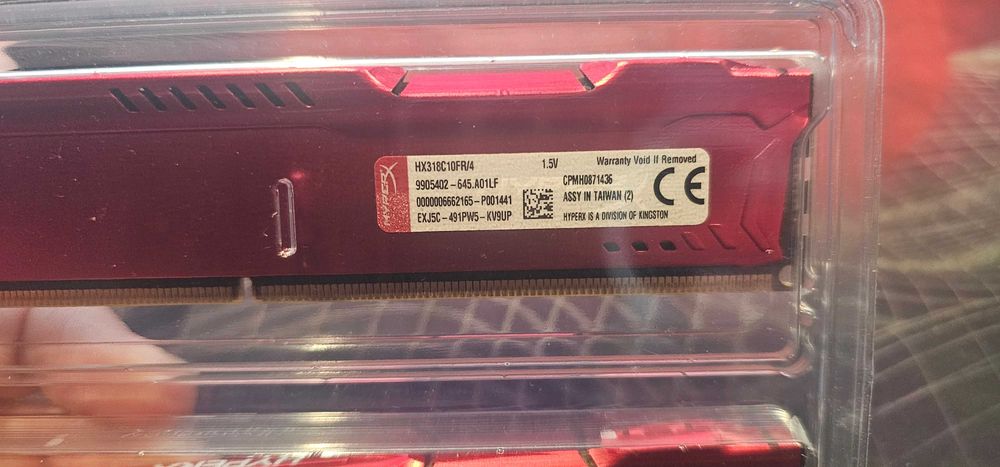 HYPERX
HX318C10FR/4 1.5V Warranty Void If Removed
9905402-645.A01LF CPMH0871436
0000006662165-P001441 ASSY IN TAIWAN (2)
EXJ5C-491PW5-KV9UP HYPERX IS A DIVISION OF KINGSTON
CE
HYPERX